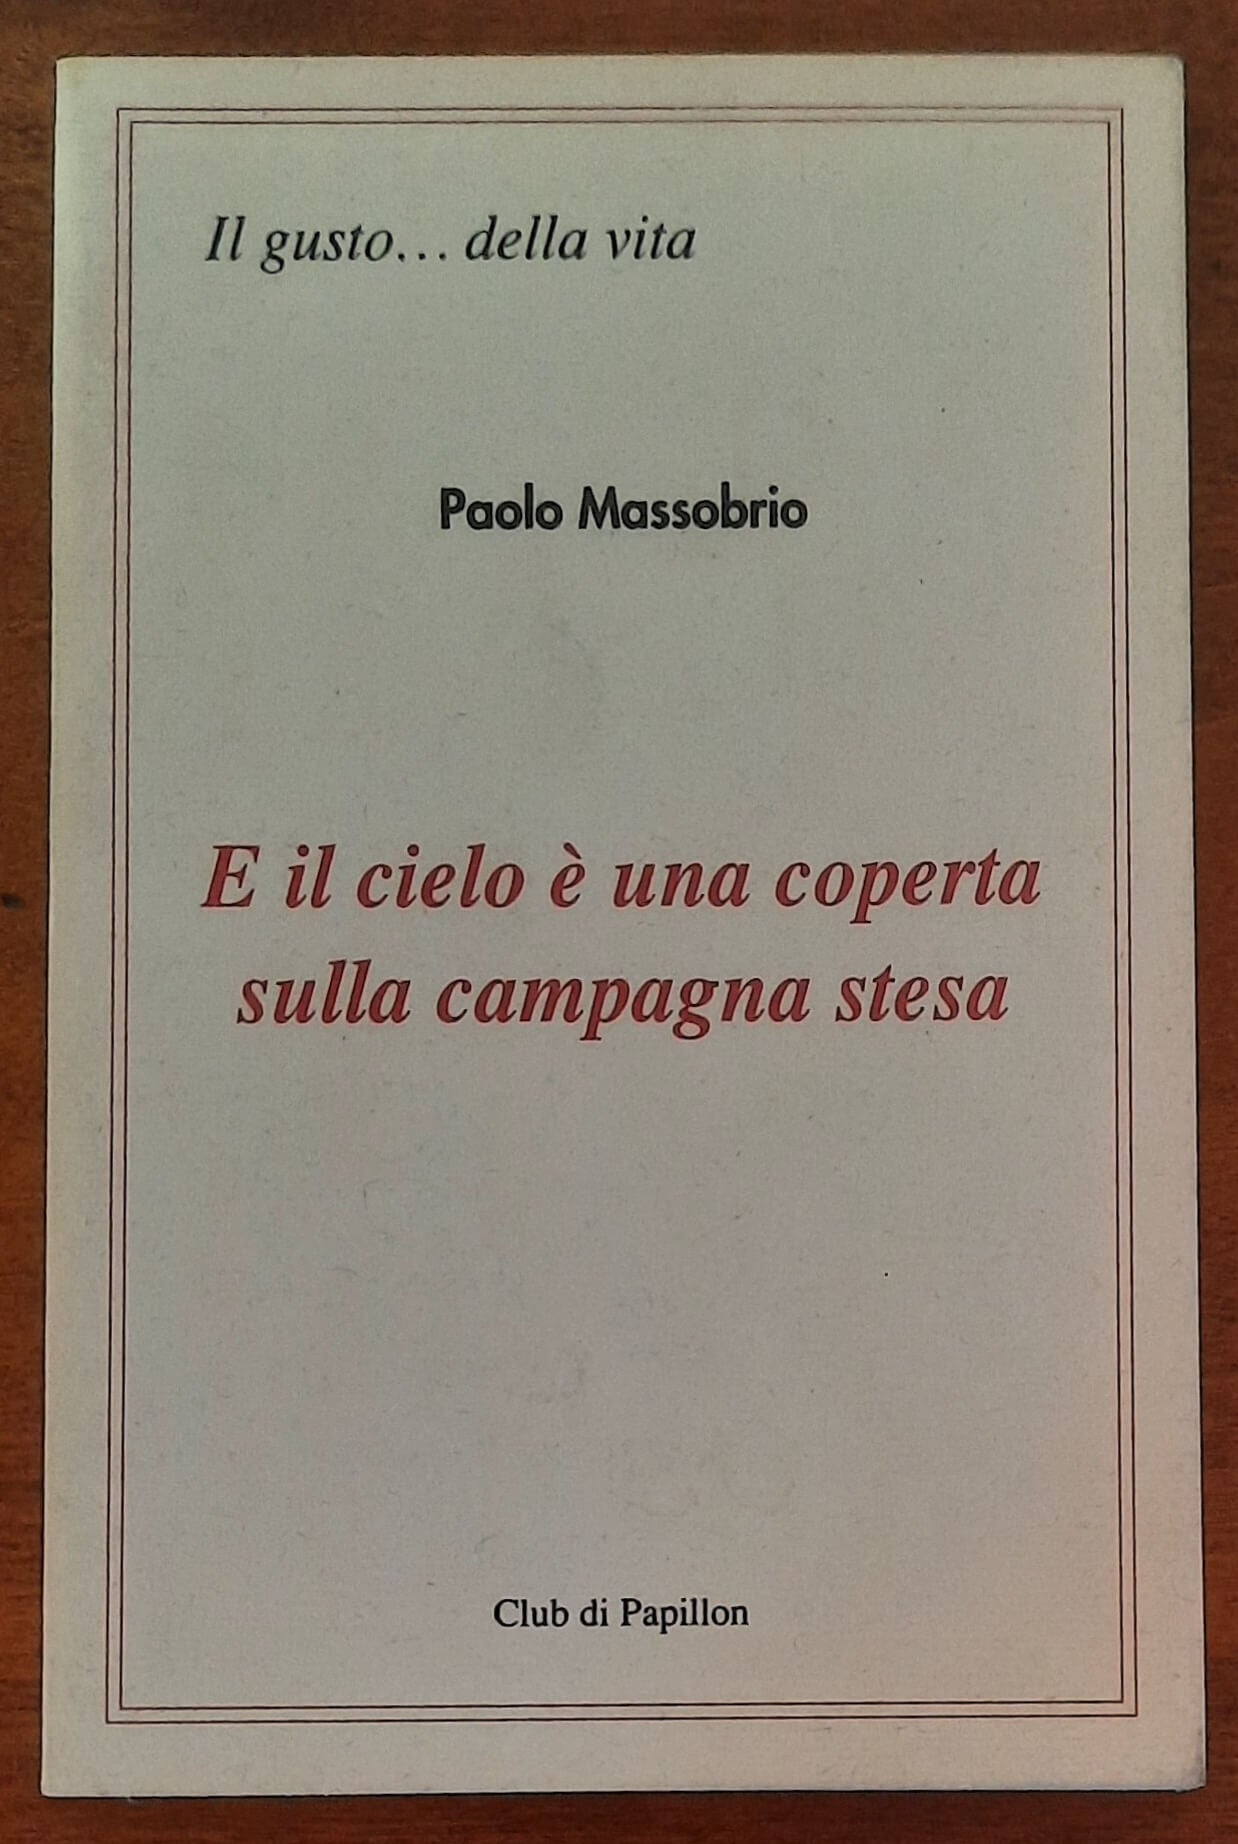 Il gusto... della vita
Paolo Massobrio
E il cielo è una coperta
sulla campagna stesa
Club di Papillon